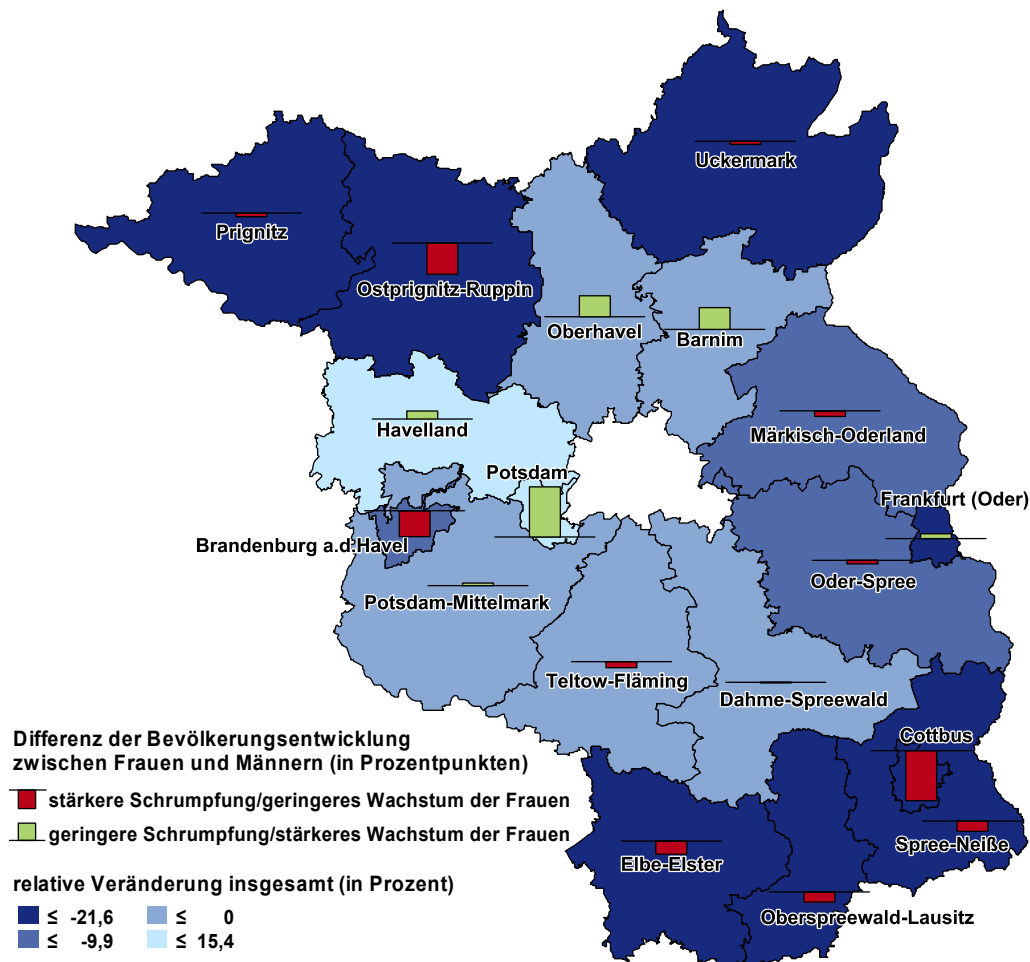 Uckermark
Prignitz
Ostprignitz-Ruppin
Oberhavel
Barnim
Havelland
Märkisch-Oderland
Potsdam
Frankfurt (Oder)
Brandenburg a.d.Havel
Oder-Spree
Potsdam-Mittelmark
Teltow-Fläming
Dahme-Spreewald
Cottbus
Spree-Neiße
Elbe-Elster
Oberspreewald-Lausitz
Differenz der Bevölkerungsentwicklung
zwischen Frauen und Männern (in Prozentpunkten)
stärkere Schrumpfung/geringeres Wachstum der Frauen
geringere Schrumpfung/stärkeres Wachstum der Frauen
relative Veränderung insgesamt (in Prozent)
≤ -21,6
≤ 0
≤ -9,9
≤ 15,4